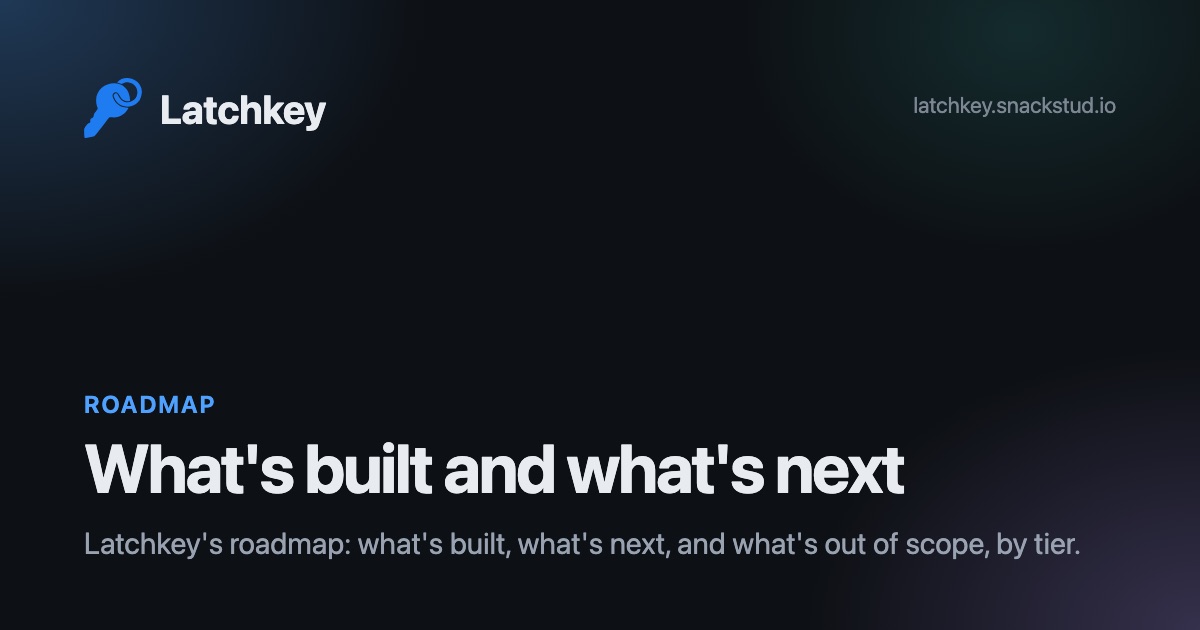 Latchkey
latchkey.snackstud.io
ROADMAP
What's built and what's next
Latchkey's roadmap: what's built, what's next, and what's out of scope, by tier.